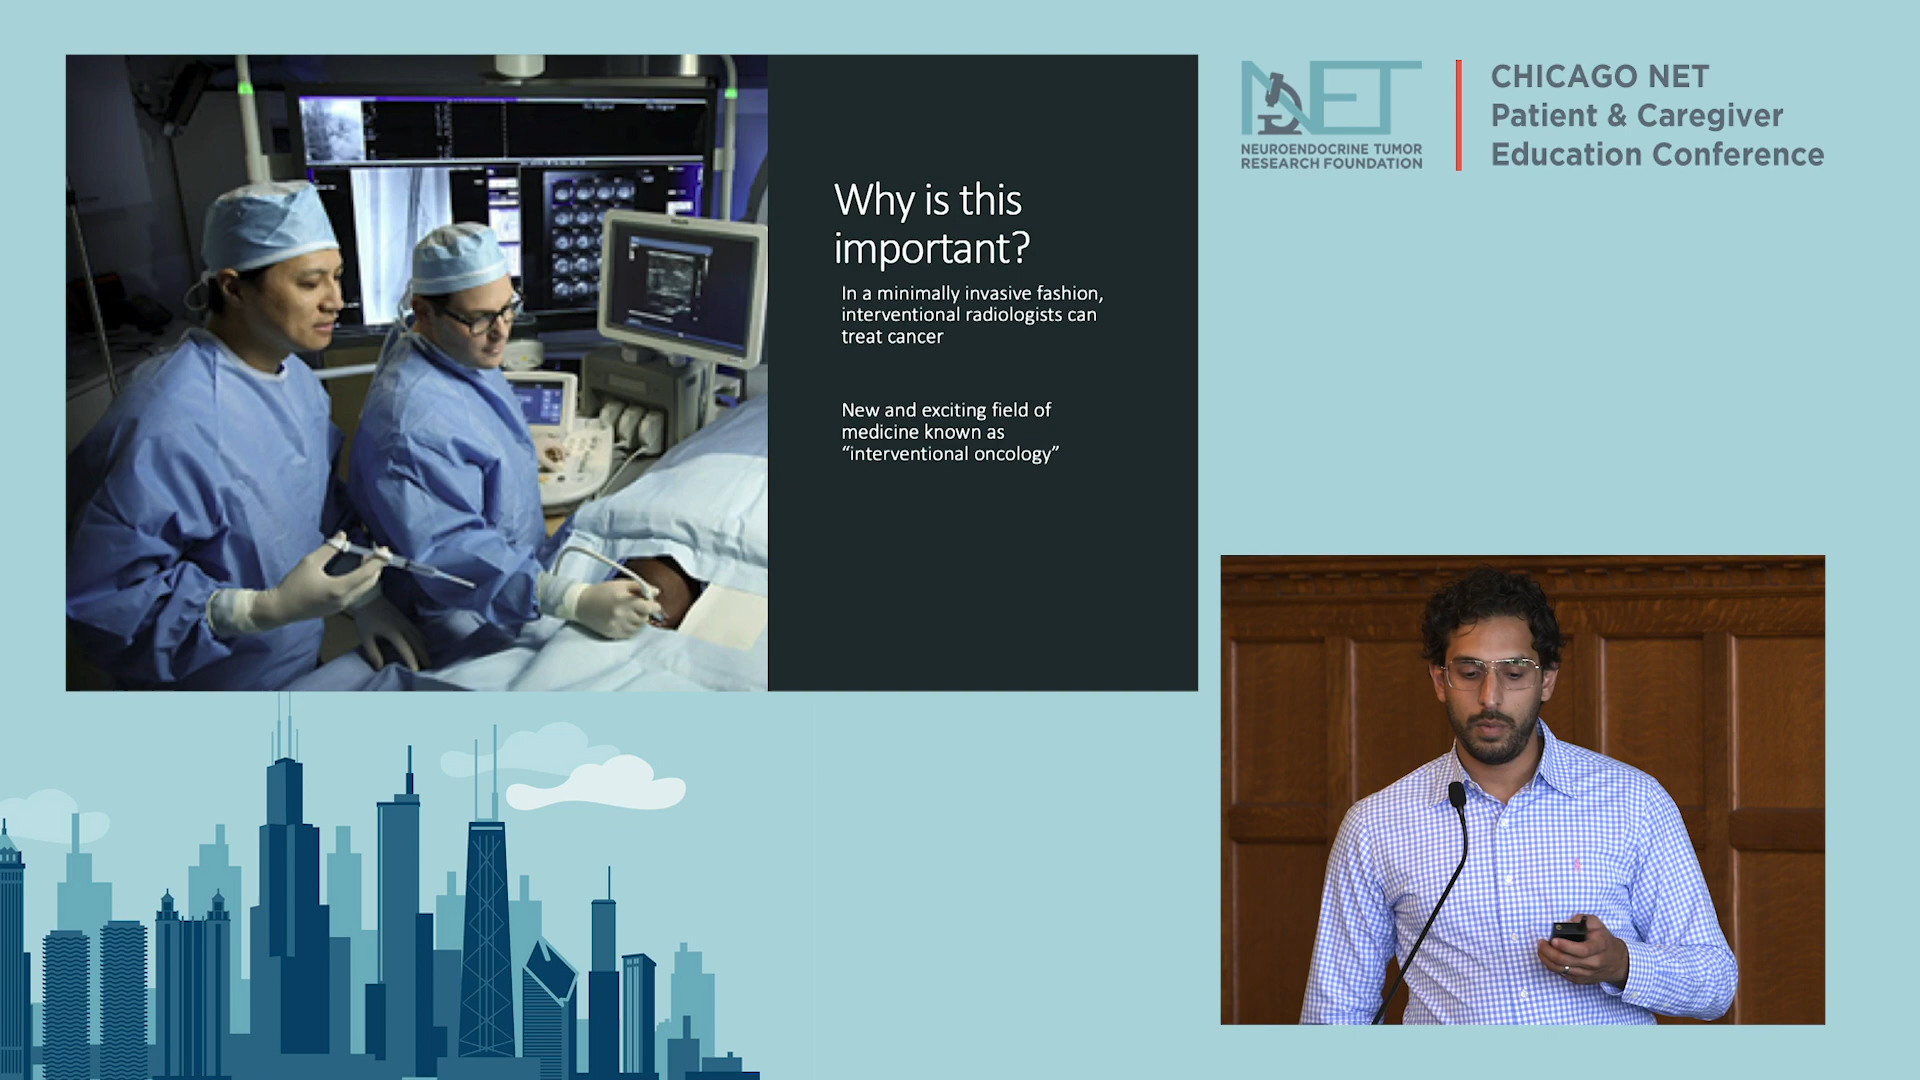 Why is this
important?
In a minimally invasive fashion,
interventional radiologists can
treat cancer
New and exciting field of
medicine known as
“interventional oncology”
NET
NEUROENDOCRINE TUMOR
RESEARCH FOUNDATION
CHICAGO NET
Patient & Caregiver
Education Conference